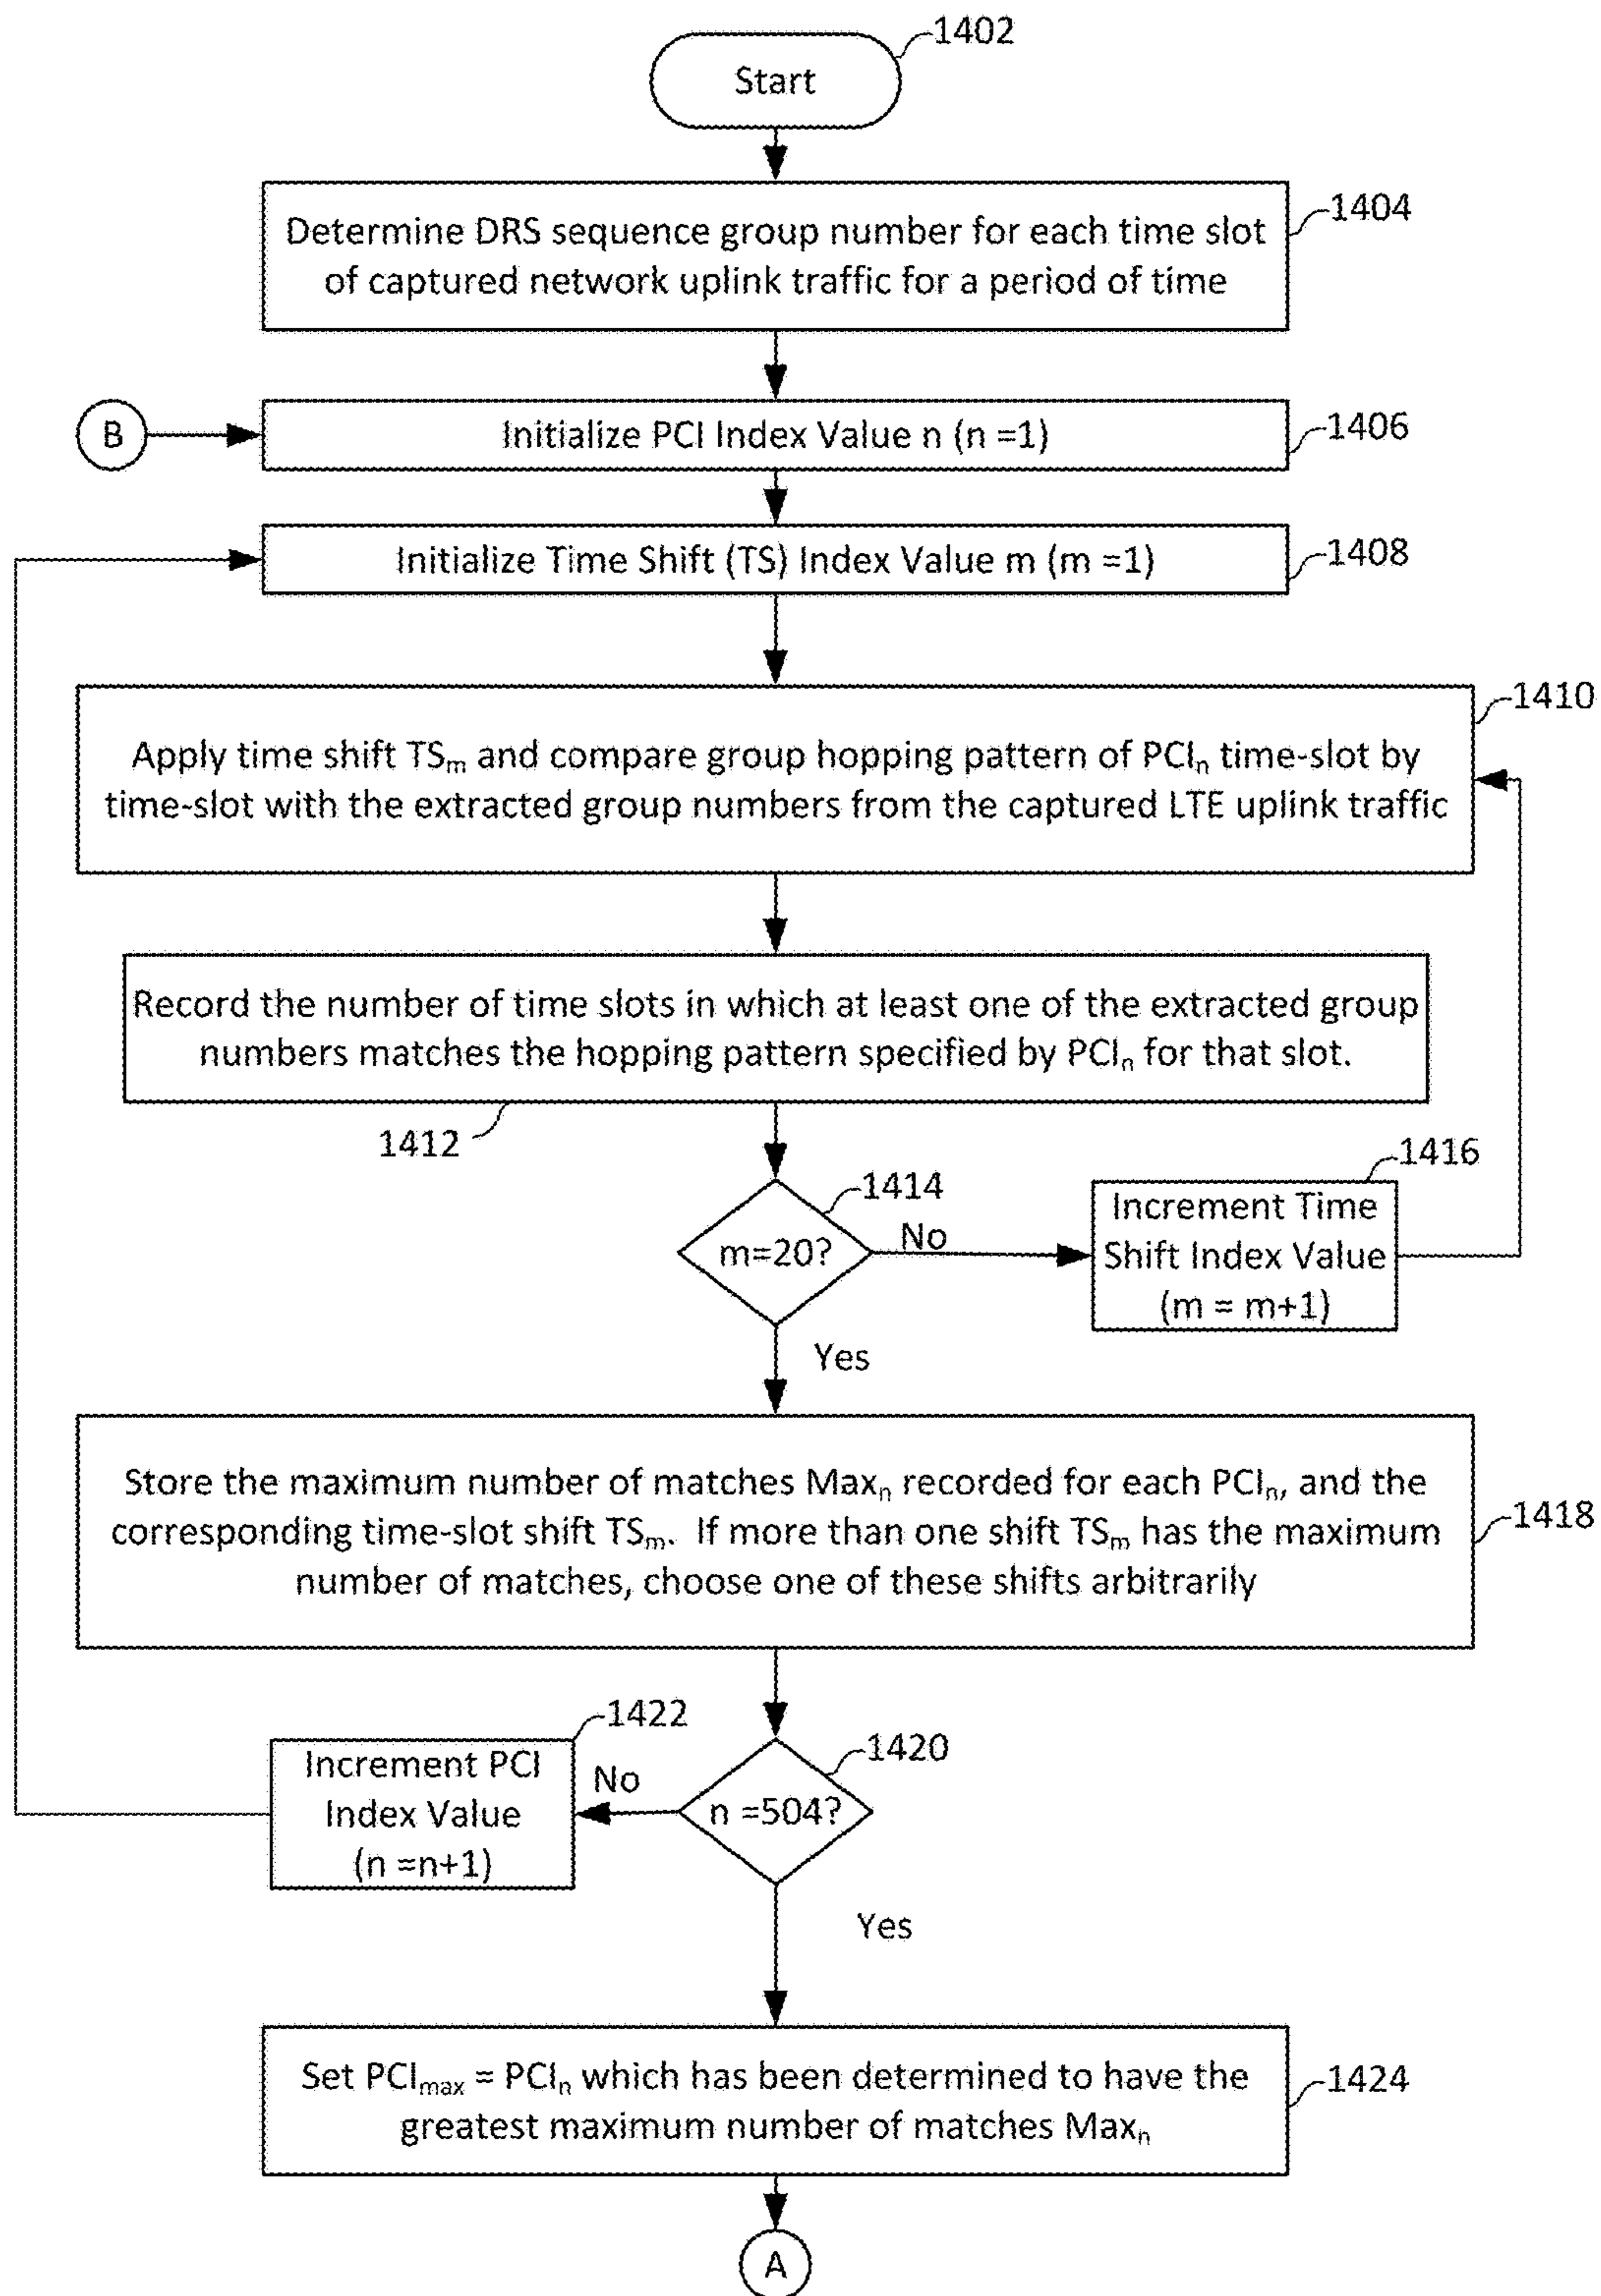 1402
Start
1404
Determine DRS sequence group number for each time slot
of captured network uplink traffic for a period of time
B
Initialize PCI Index Value n (n =1)
1406
Initialize Time Shift (TS) Index Value m (m =1)
1408
1410
Apply time shift TSm and compare group hopping pattern of PCIn time-slot by
time-slot with the extracted group numbers from the captured LTE uplink traffic
Record the number of time slots in which at least one of the extracted group
numbers matches the hopping pattern specified by PCIn for that slot.
1412
1414
m=20?
No
1416
Increment Time
Shift Index Value
(m = m+1)
Yes
Store the maximum number of matches Maxn recorded for each PCIn, and the
corresponding time-slot shift TSm. If more than one shift TSm has the maximum
number of matches, choose one of these shifts arbitrarily
1418
1422
Increment PCI
Index Value
(n =n+1)
No
1420
n =504?
Yes
Set PCImax = PCIn which has been determined to have the
greatest maximum number of matches Maxn
1424
A